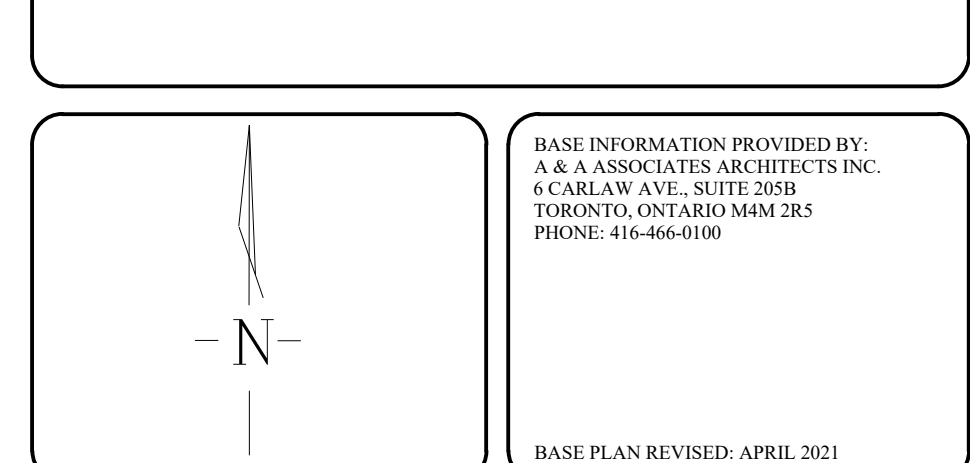 - N -
BASE INFORMATION PROVIDED BY:
A & A ASSOCIATES ARCHITECTS INC.
6 CARLAW AVE., SUITE 205B
TORONTO, ONTARIO M4M 2R5
PHONE: 416-466-0100
BASE PLAN REVISED: APRIL 2021